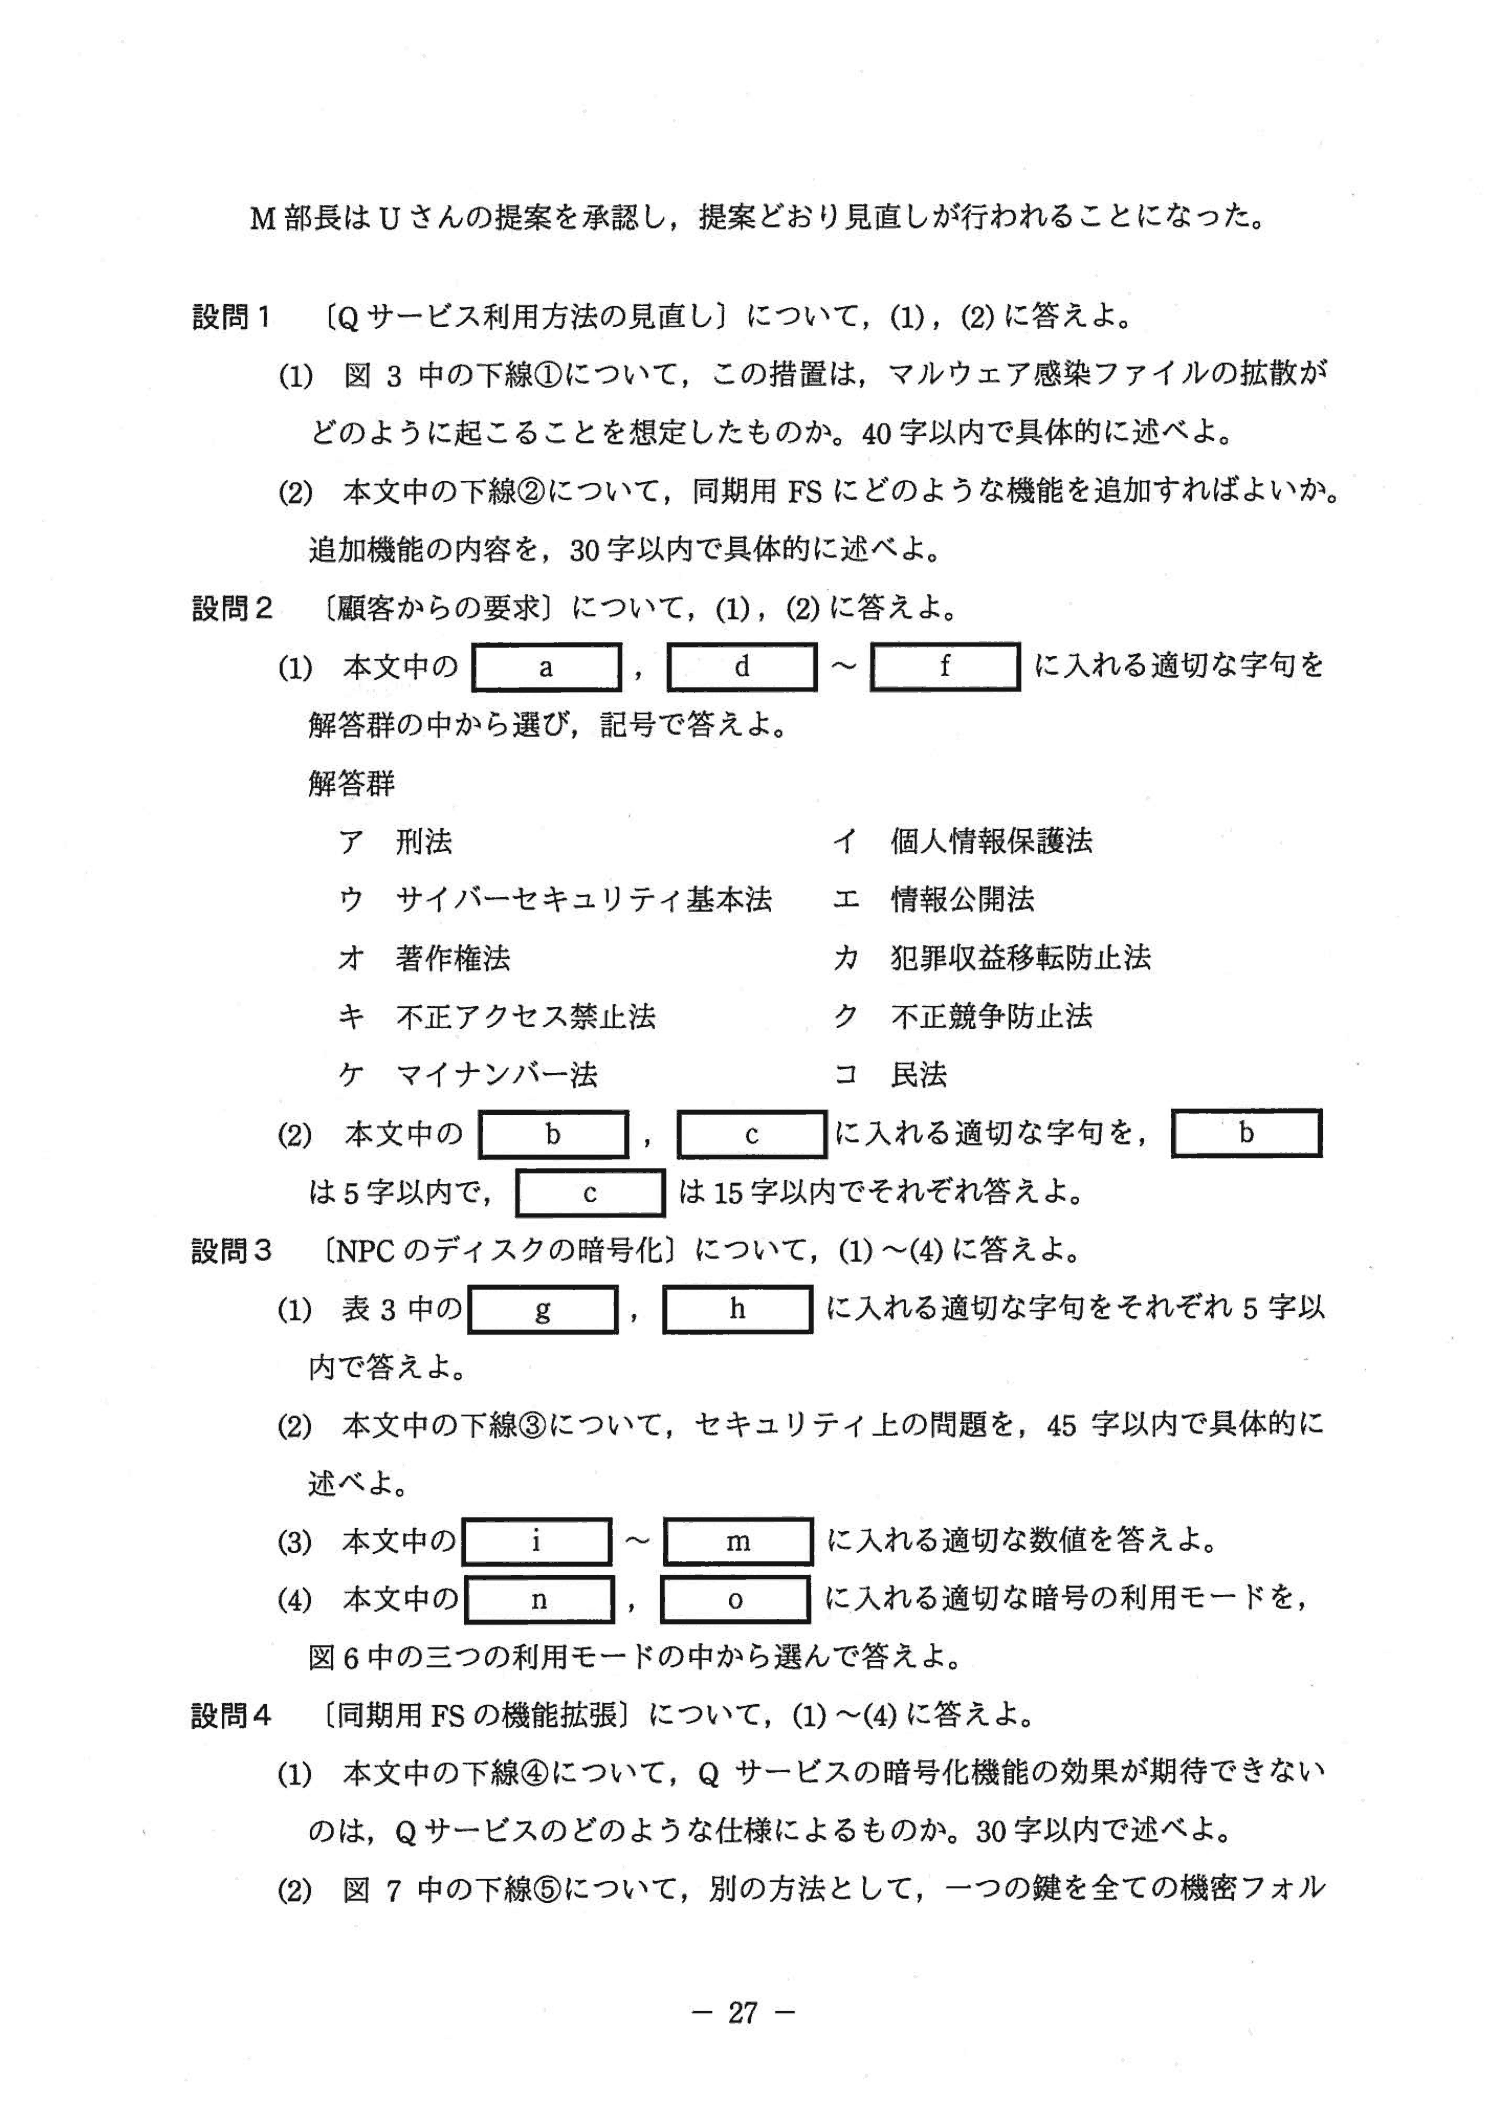 M 部長は U さんの提案を承認し，提案どおり見直しが行われることになった。
設問1 〔Q サービス利用方法の見直し〕について，(1)，(2) に答えよ。
(1) 図 3 中の下線①について，この措置は，マルウェア感染ファイルの拡散が
どのように起こることを想定したものか。40 字以内で具体的に述べよ。
(2) 本文中の下線②について，同期用 FS にどのような機能を追加すればよいか。
追加機能の内容を，30 字以内で具体的に述べよ。
設問2 〔顧客からの要求〕について，(1)，(2) に答えよ。
(1) 本文中の a ， d ～ f に入れる適切な字句を
解答群の中から選び，記号で答えよ。
解答群
ア 刑法 イ 個人情報保護法
ウ サイバーセキュリティ基本法 エ 情報公開法
オ 著作権法 カ 犯罪収益移転防止法
キ 不正アクセス禁止法 ク 不正競争防止法
ケ マイナンバー法 コ 民法
(2) 本文中の b ， c に入れる適切な字句を， b
は 5 字以内で， c は 15 字以内でそれぞれ答えよ。
設問3 〔NPC のディスクの暗号化〕について，(1)～(4) に答えよ。
(1) 表 3 中の g ， h に入れる適切な字句をそれぞれ 5 字以
内で答えよ。
(2) 本文中の下線③について，セキュリティ上の問題を，45 字以内で具体的に
述べよ。
(3) 本文中の i ～ m に入れる適切な数値を答えよ。
(4) 本文中の n ， o に入れる適切な暗号の利用モードを，
図 6 中の三つの利用モードの中から選んで答えよ。
設問4 〔同期用 FS の機能拡張〕について，(1)～(4) に答えよ。
(1) 本文中の下線④について，Q サービスの暗号化機能の効果が期待できない
のは，Q サービスのどのような仕様によるものか。30 字以内で述べよ。
(2) 図 7 中の下線⑤について，別の方法として，一つの鍵を全ての機密フォル
－ 27 －